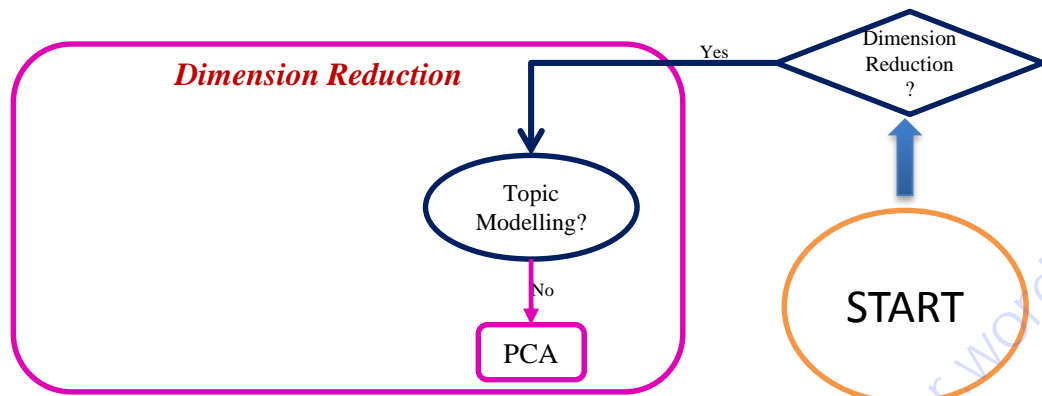 Dimension Reduction
Yes
Dimension
Reduction
?
Topic
Modelling?
No
PCA
START